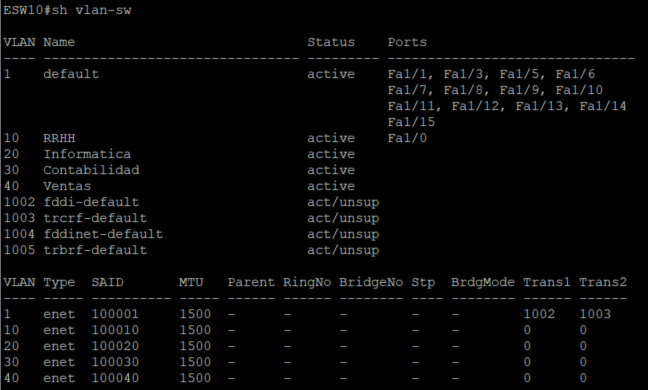 ESW10#sh vlan-sw
VLAN Name                             Status    Ports
---- -------------------------------- --------- -------------------------------
1    default                          active    Fa1/1, Fa1/3, Fa1/5, Fa1/6
                                                Fa1/7, Fa1/8, Fa1/9, Fa1/10
                                                Fa1/11, Fa1/12, Fa1/13, Fa1/14
                                                Fa1/15
10   RRHH                             active    Fa1/0
20   Informatica                      active
30   Contabilidad                     active
40   Ventas                           active
1002 fddi-default                     act/unsup
1003 trcrf-default                    act/unsup
1004 fddinet-default                  act/unsup
1005 trbrf-default                    act/unsup
VLAN Type  SAID       MTU   Parent RingNo BridgeNo Stp  BrdgMode Trans1 Trans2
---- ----- ---------- ----- ------ ------ -------- ---- -------- ------ ------
1    enet  100001     1500  -      -      -        -    -        1002   1003
10   enet  100010     1500  -      -      -        -    -        0      0
20   enet  100020     1500  -      -      -        -    -        0      0
30   enet  100030     1500  -      -      -        -    -        0      0
40   enet  100040     1500  -      -      -        -    -        0      0